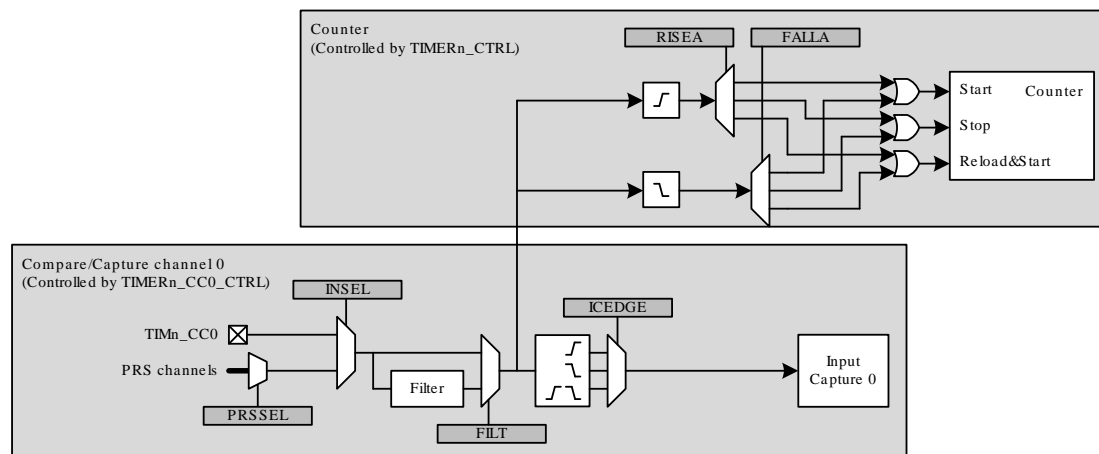 Counter
(Controlled by TIMERn_CTRL)
RISEA
FALLA
Start
Counter
Stop
Reload&Start
Compare/Capture channel 0
(Controlled by TIMERn_CC0_CTRL)
INSEL
ICEDGE
TIMn_CC0
PRS channels
Filter
Input
Capture 0
PRSSEL
FILT